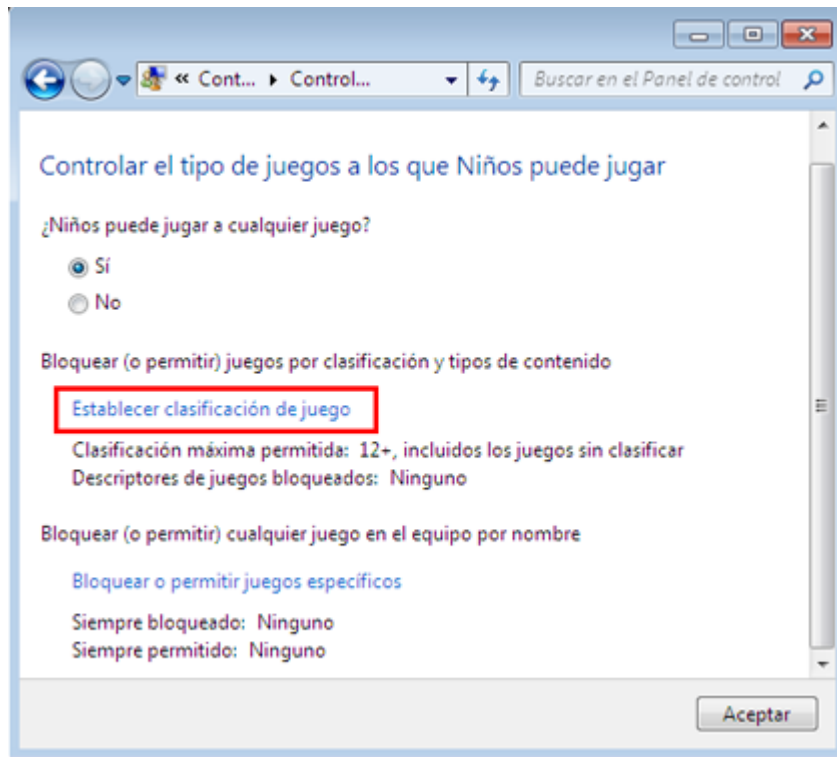 « Cont... ▸ Control...
Buscar en el Panel de control
Controlar el tipo de juegos a los que Niños puede jugar
¿Niños puede jugar a cualquier juego?
Sí
No
Bloquear (o permitir) juegos por clasificación y tipos de contenido
Establecer clasificación de juego
Clasificación máxima permitida: 12+, incluidos los juegos sin clasificar
Descriptores de juegos bloqueados: Ninguno
Bloquear (o permitir) cualquier juego en el equipo por nombre
Bloquear o permitir juegos específicos
Siempre bloqueado: Ninguno
Siempre permitido: Ninguno
Aceptar